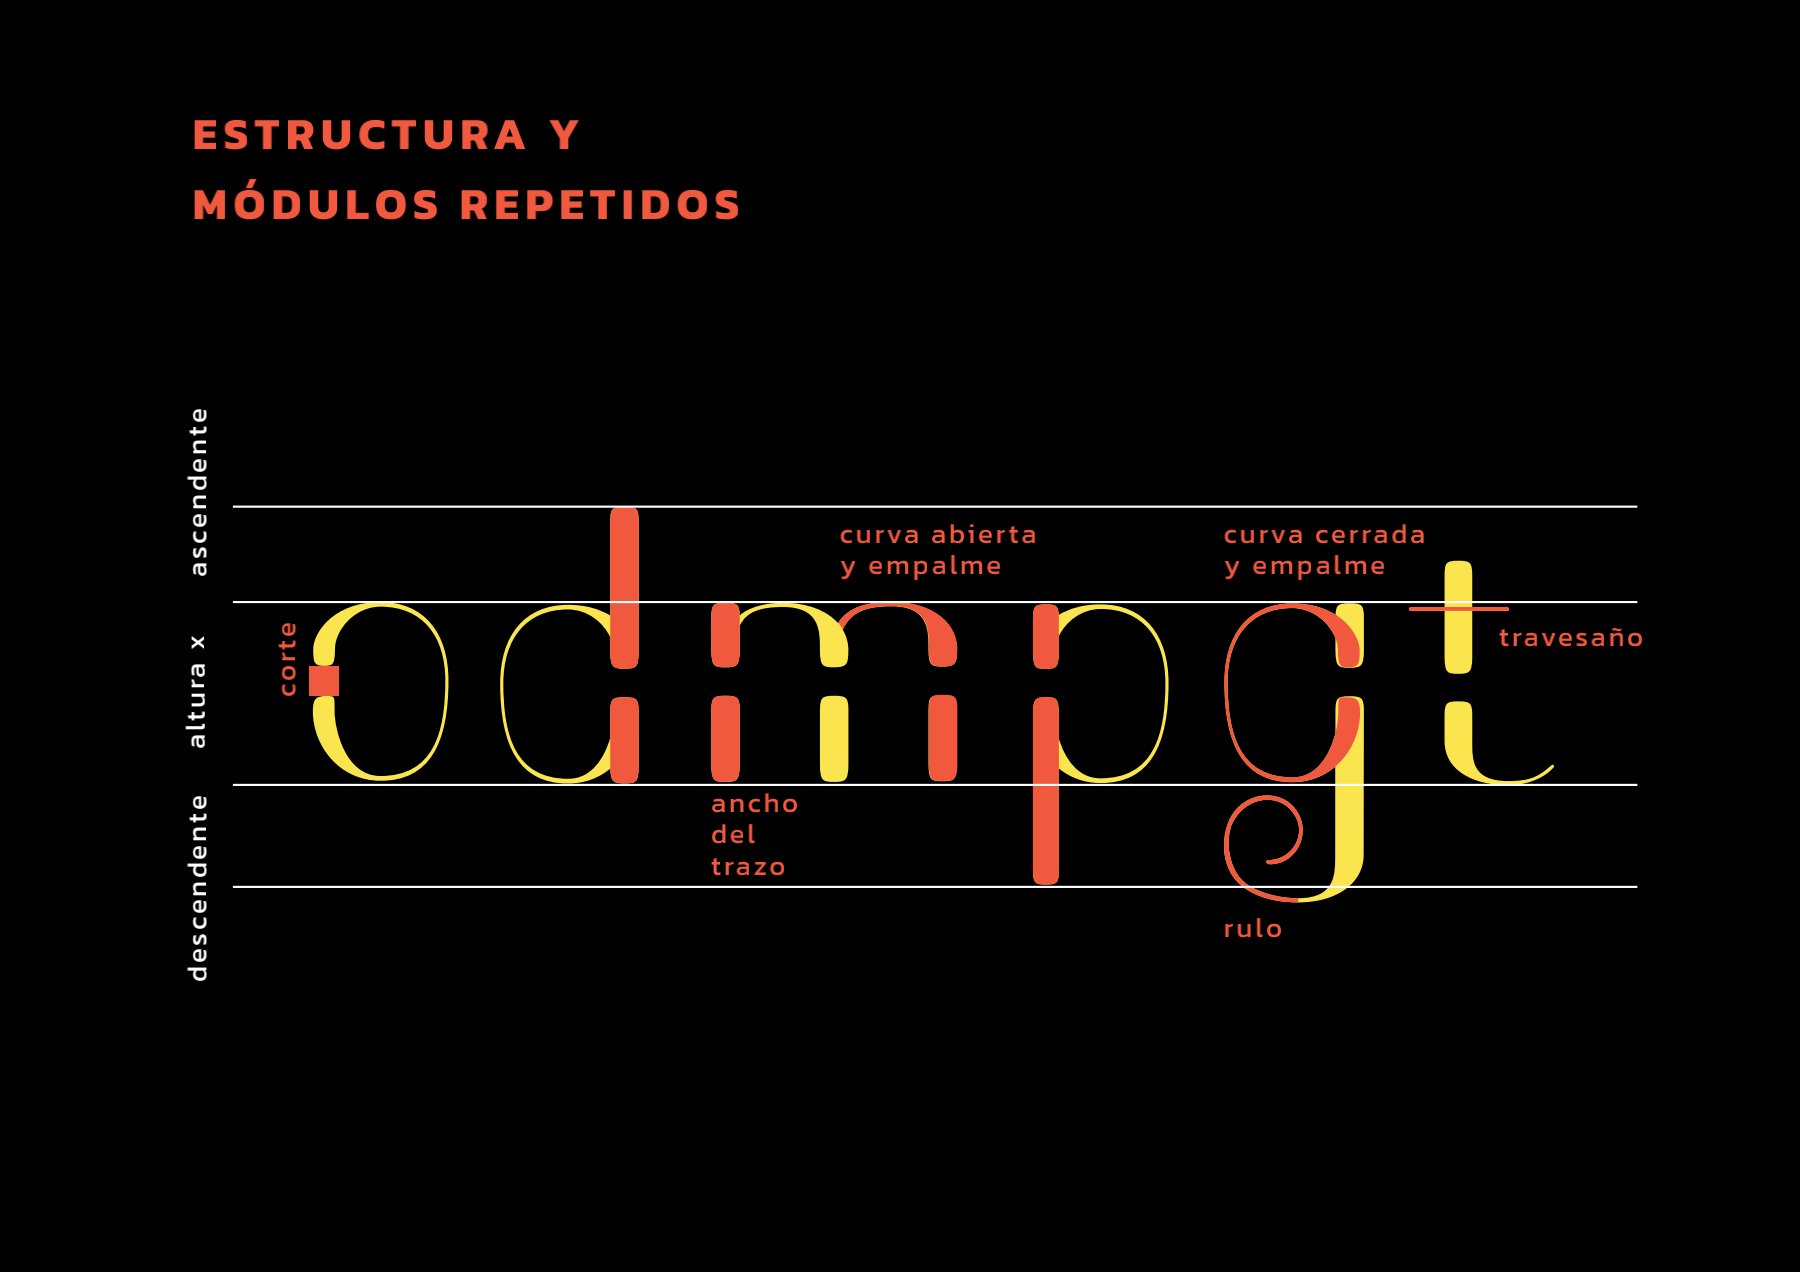 ESTRUCTURA Y
MÓDULOS REPETIDOS
ascendente
altura x
descendente
corte
curva abierta
y empalme
curva cerrada
y empalme
travesaño
odmpgt
ancho
del
trazo
rulo